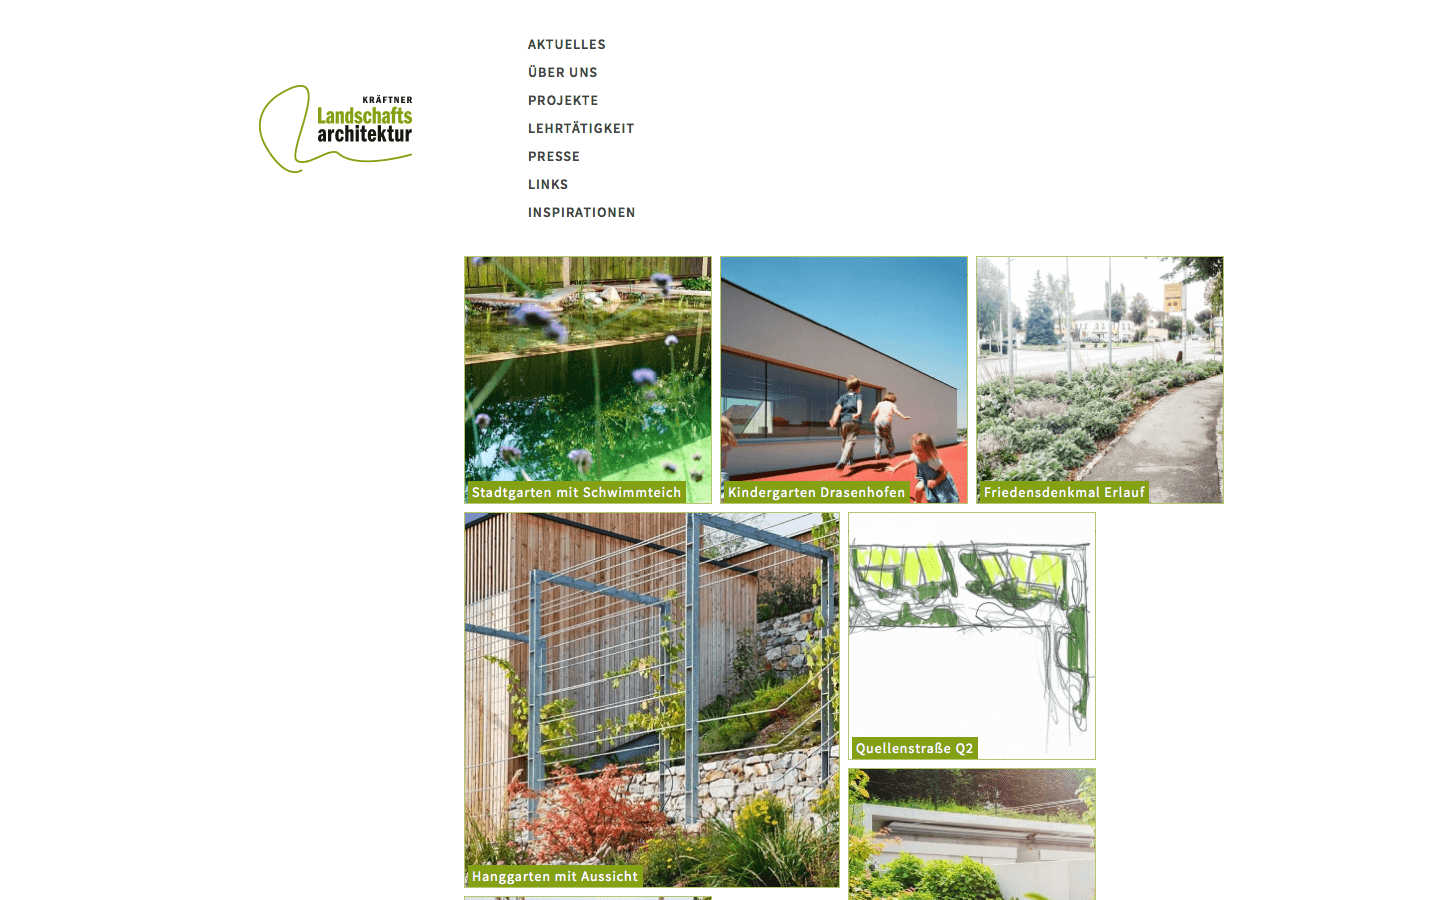 KRÄFTNER
Landschafts
architektur
AKTUELLES
ÜBER UNS
PROJEKTE
LEHRTÄTIGKEIT
PRESSE
LINKS
INSPIRATIONEN
Stadtgarten mit Schwimmteich
Kindergarten Drasenhofen
Friedensdenkmal Erlauf
Hanggarten mit Aussicht
Quellenstraße Q2